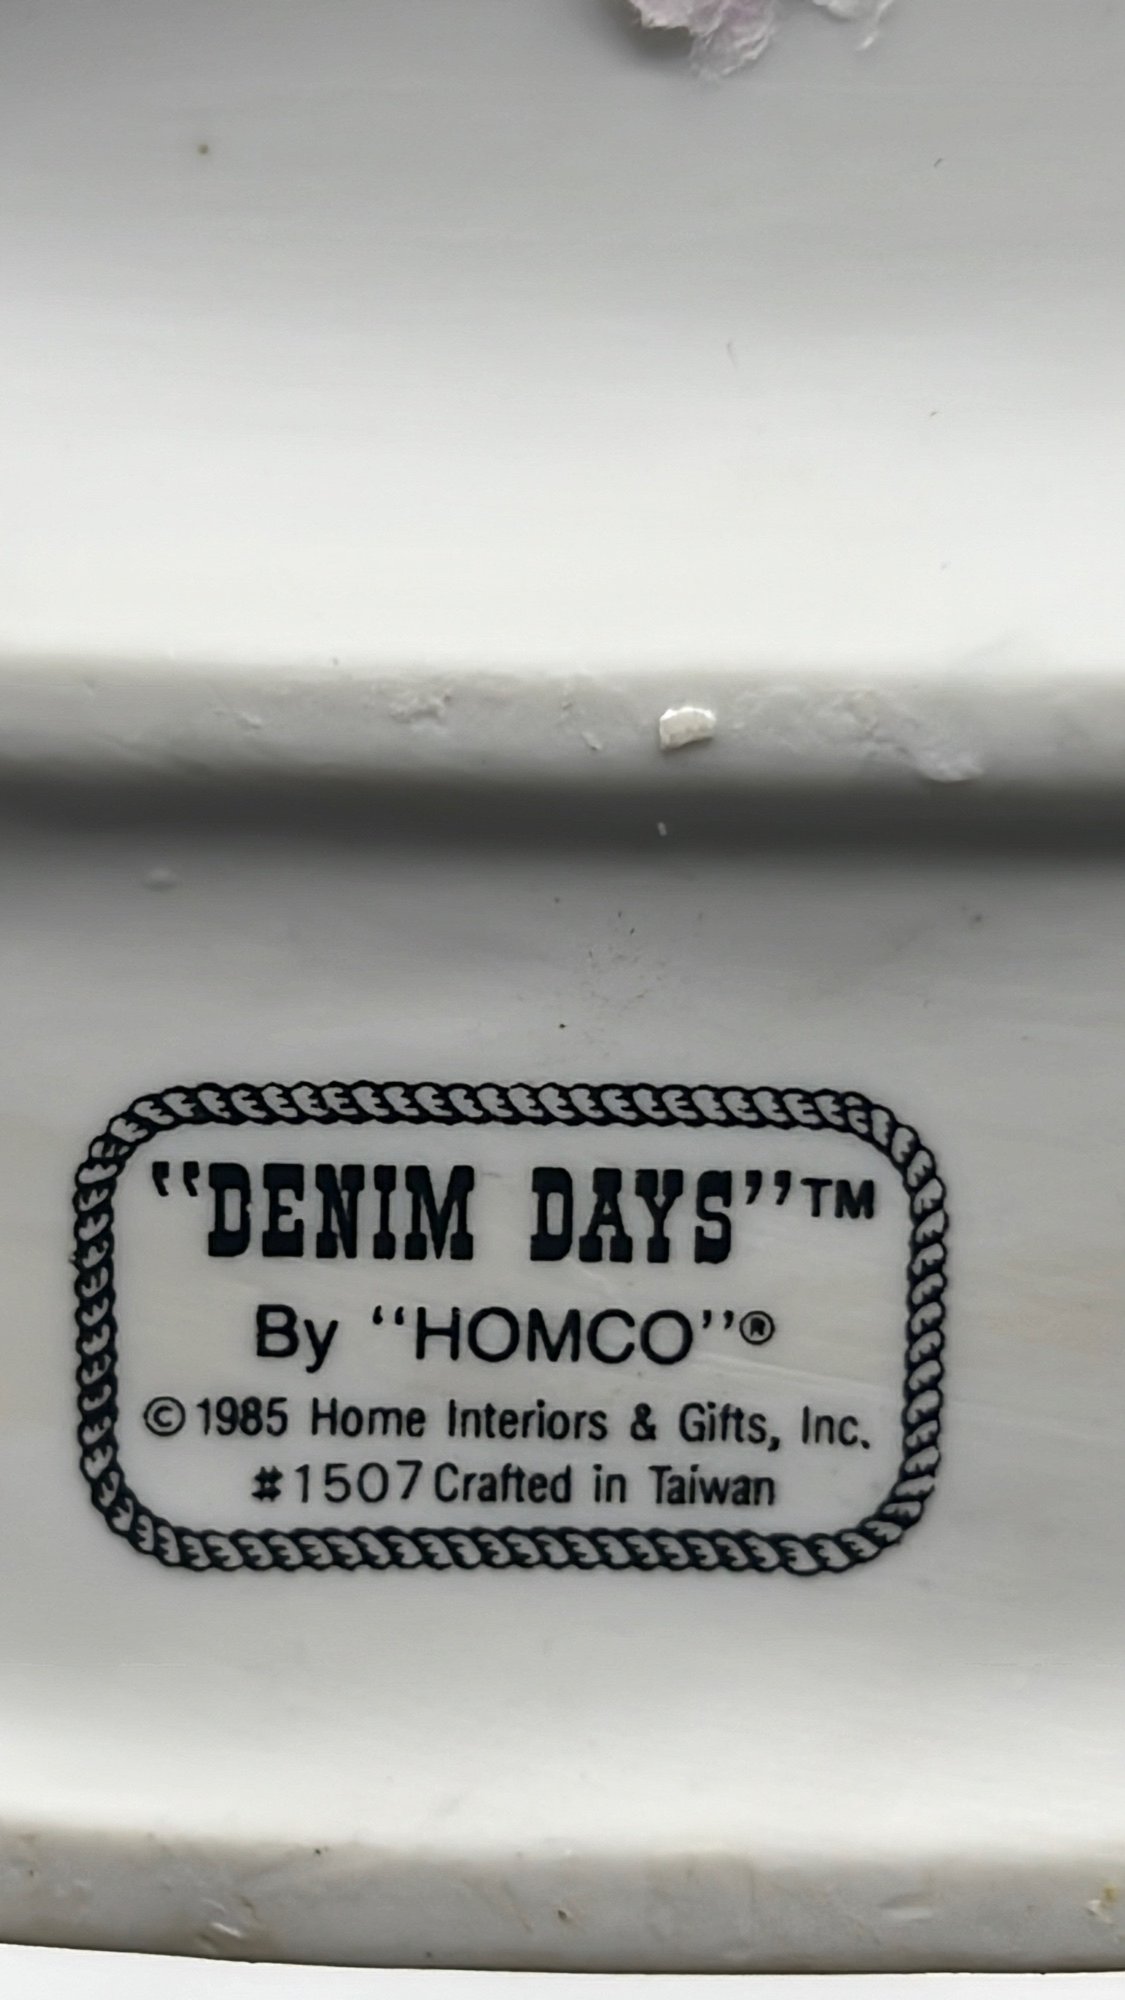 “DENIM DAYS”™
By “HOMCO”®
©1985 Home Interiors & Gifts, Inc.
#1507 Crafted in Taiwan